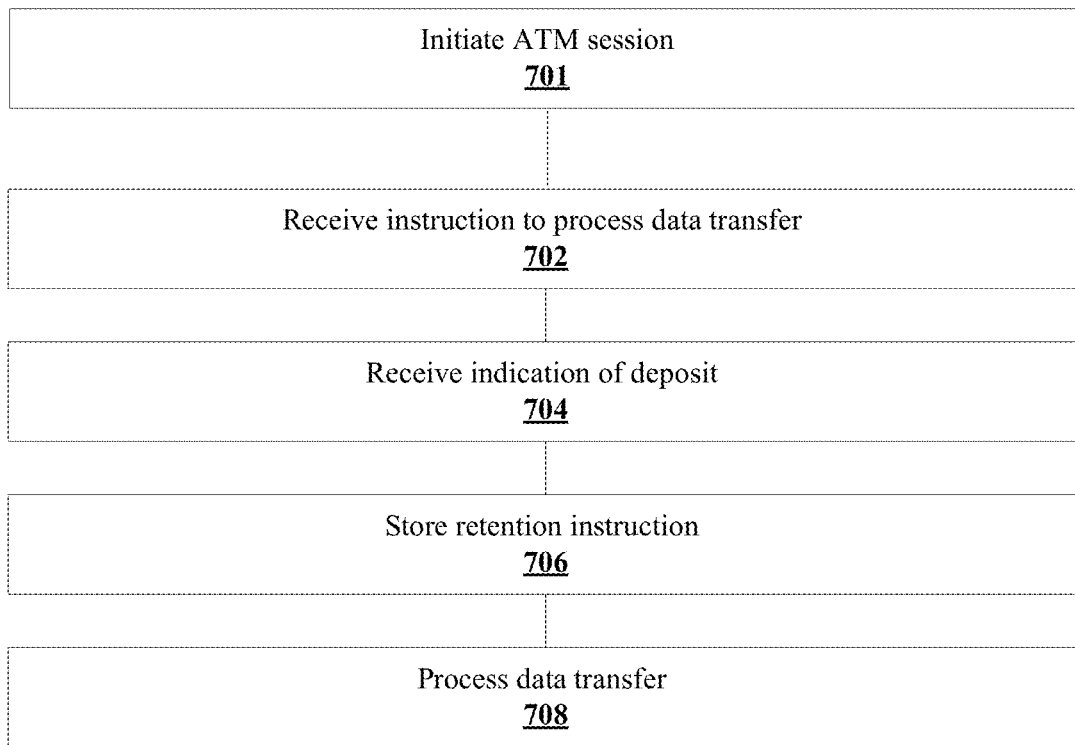 Initiate ATM session
701
Receive instruction to process data transfer
702
Receive indication of deposit
704
Store retention instruction
706
Process data transfer
708